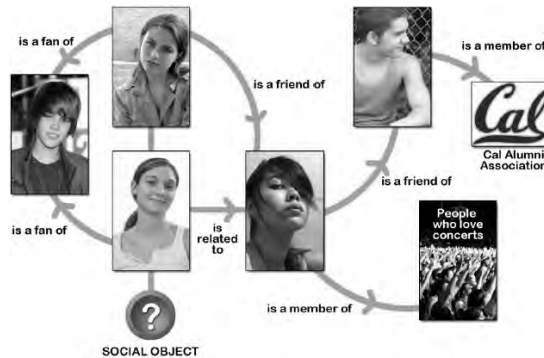 is a fan of
is a friend of
is a member of
Cal
Cal Alumni
Association
is a friend of
People
who love
concerts
is a fan of
is
related
to
is a member of
?
SOCIAL OBJECT